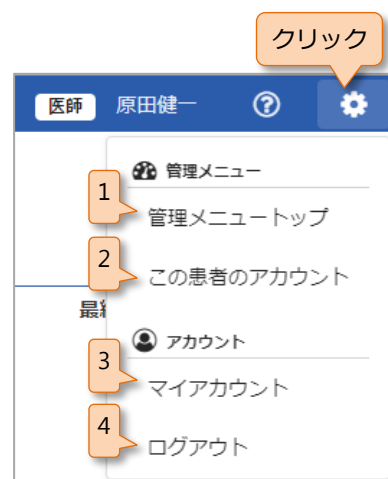 クリック
医師 原田健一 ?
管理メニュー
1
管理メニュートップ
2
この患者のアカウント
最終
アカウント
3
マイアカウント
4
ログアウト